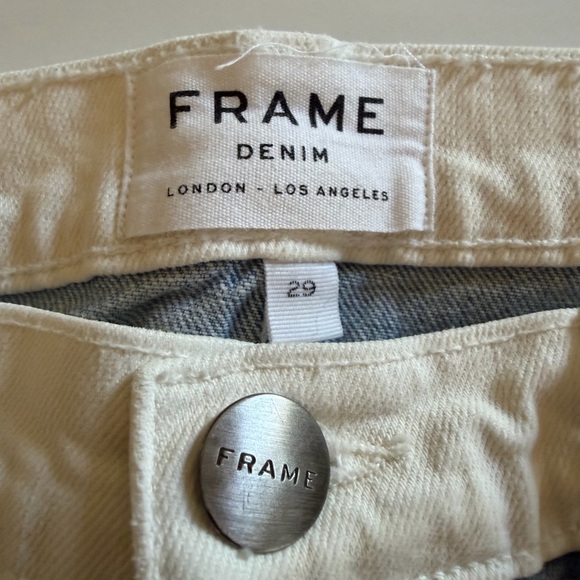 FRAME
DENIM
LONDON - LOS ANGELES
29
FRAME